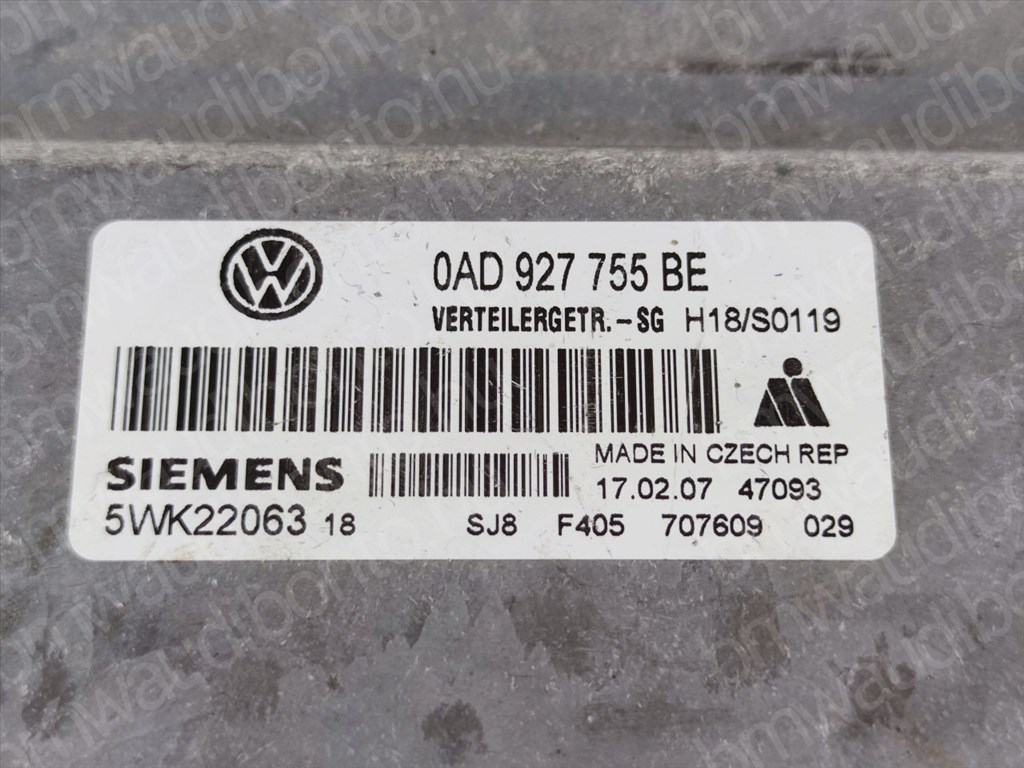 0AD 927 755 BE
VERTEILERGETR.-SG H18/S0119
MADE IN CZECH REP
SIEMENS
17.02.07 47093
5WK22063 18 SJ8 F405 707609 029
bmwaudibonto.hu